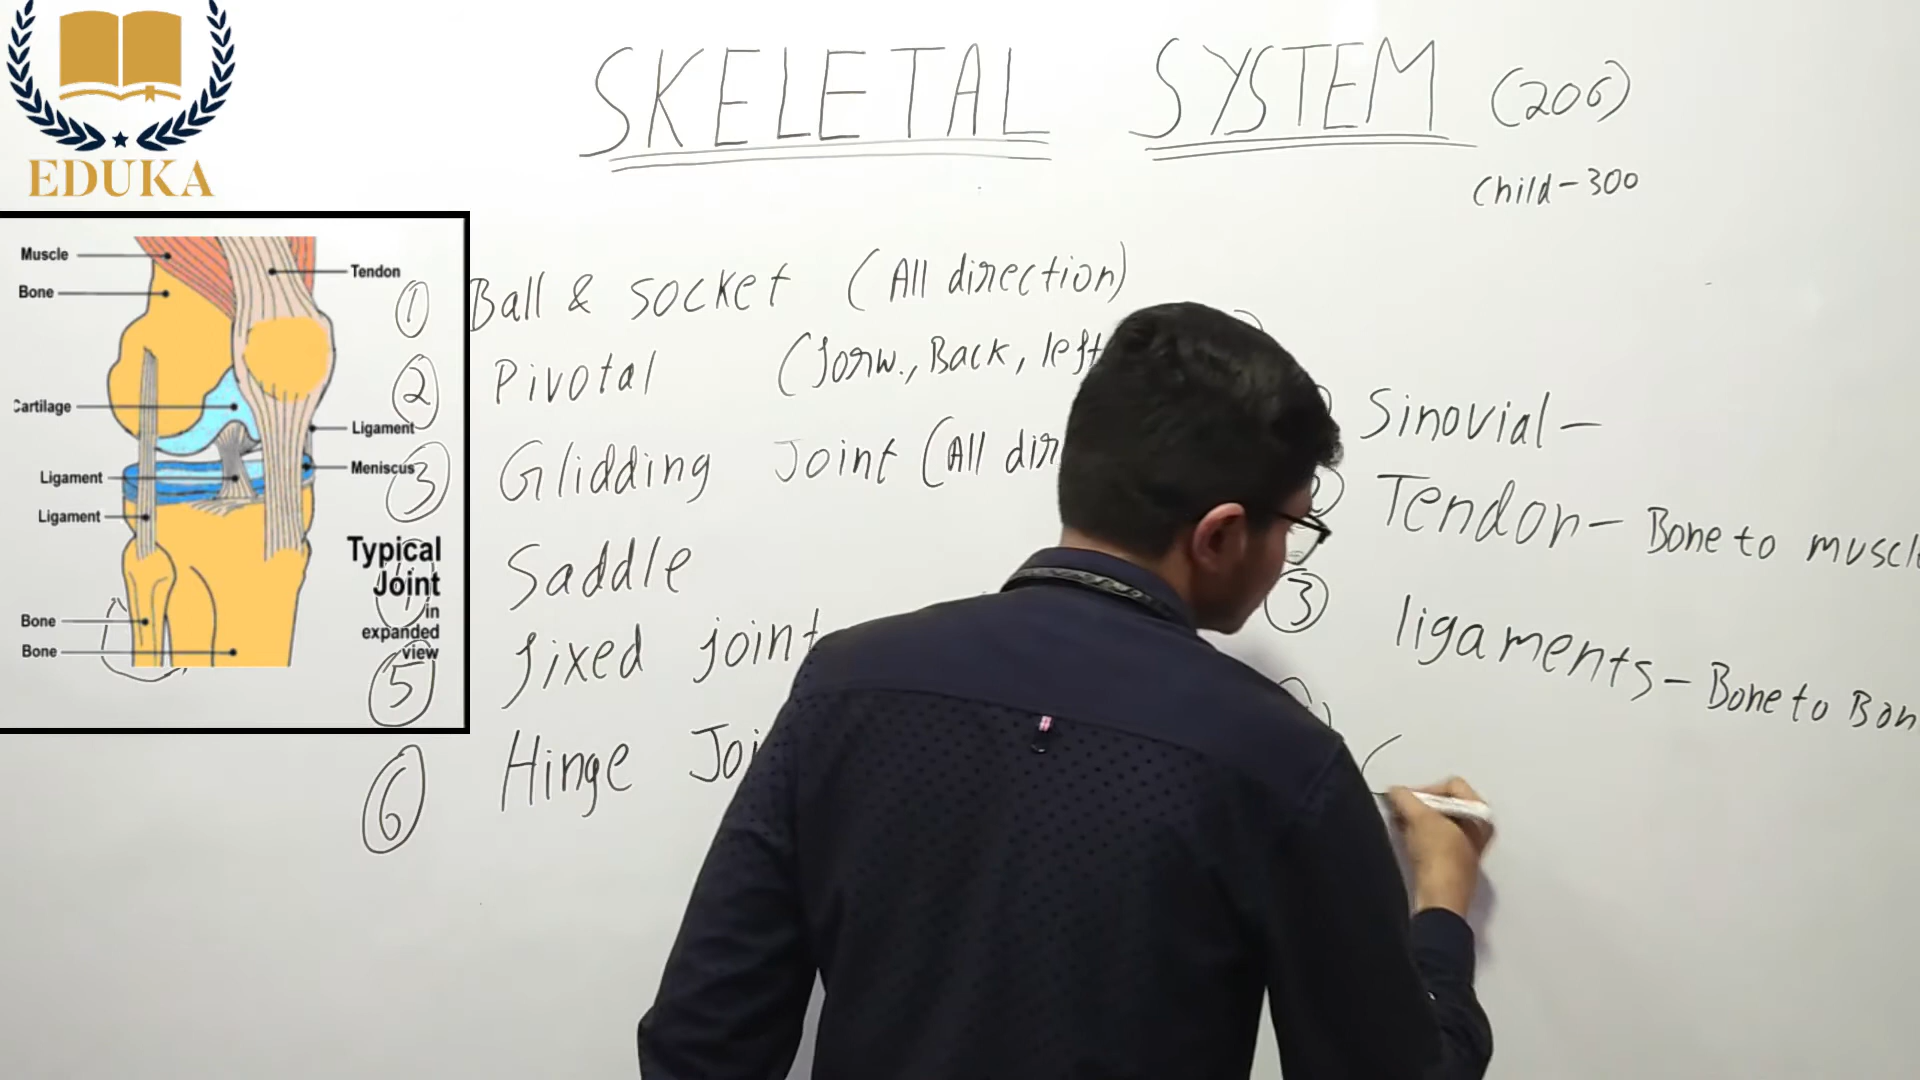 EDUKA
SKELETAL SYSTEM (206)
Child-300
Muscle
Bone
Tendon
Cartilage
Ligament
Meniscus
Ligament
Ligament
Typical
Joint
in
expanded
view
Bone
Bone
① Ball & socket (All direction)
② Pivotal (forw., Back, left
③ Glidding Joint (All dir
Saddle
⑤ fixed joint
⑥ Hinge Joi
Sinovial -
Tendon - Bone to muscle
③ ligaments - Bone to Bon